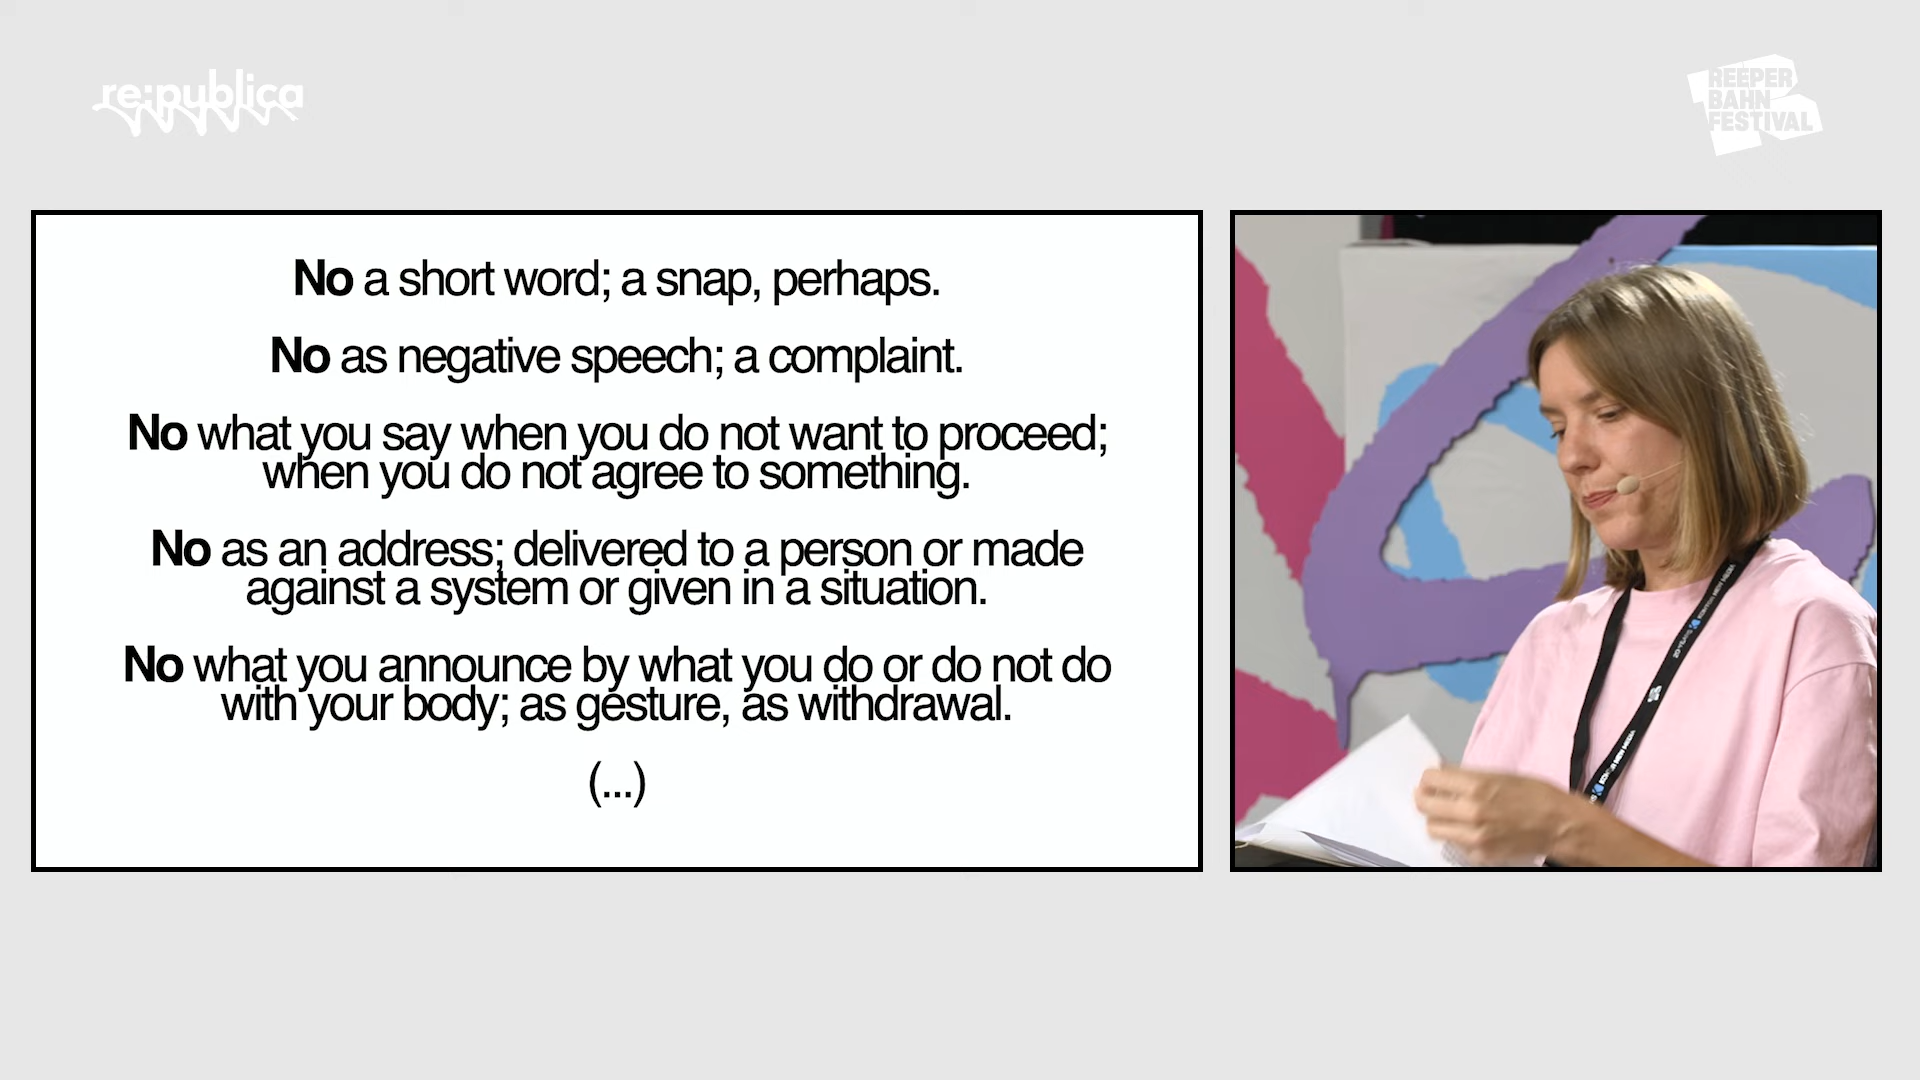 re:publica
REEPER
BAHN
FESTIVAL
No a short word; a snap, perhaps.
No as negative speech; a complaint.
No what you say when you do not want to proceed;
when you do not agree to something.
No as an address; delivered to a person or made
against a system or given in a situation.
No what you announce by what you do or do not do
with your body; as gesture, as withdrawal.
(...)